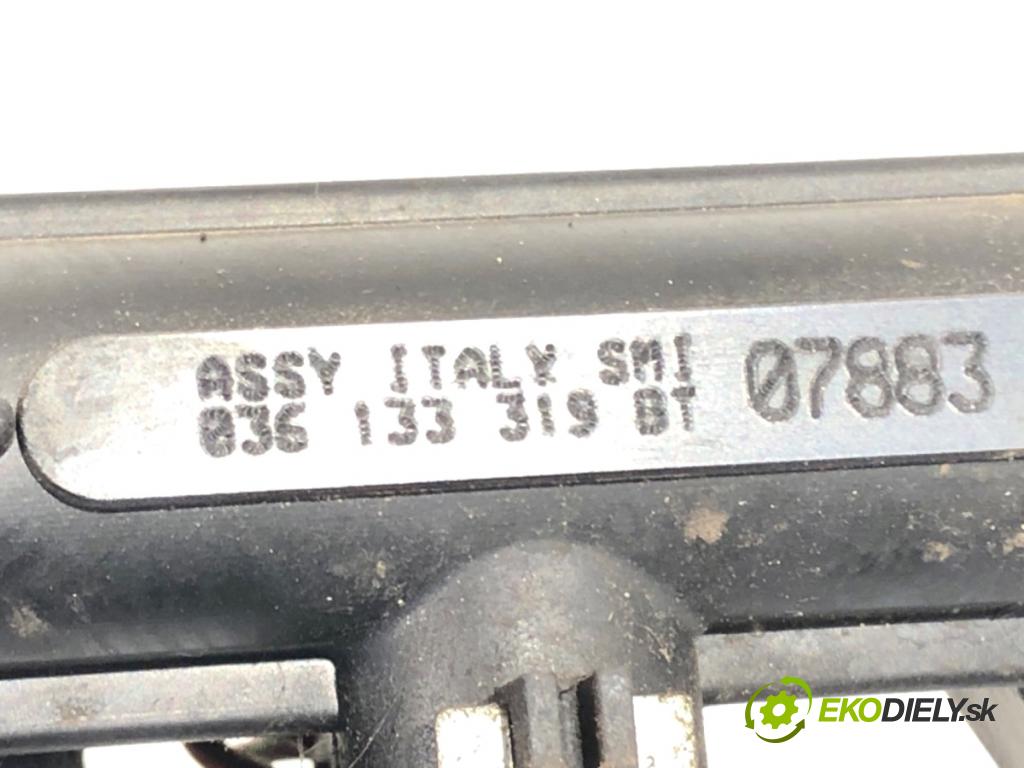 ASSY ITALY SMI 07883
036 133 319 BT
EKODIELY.sk